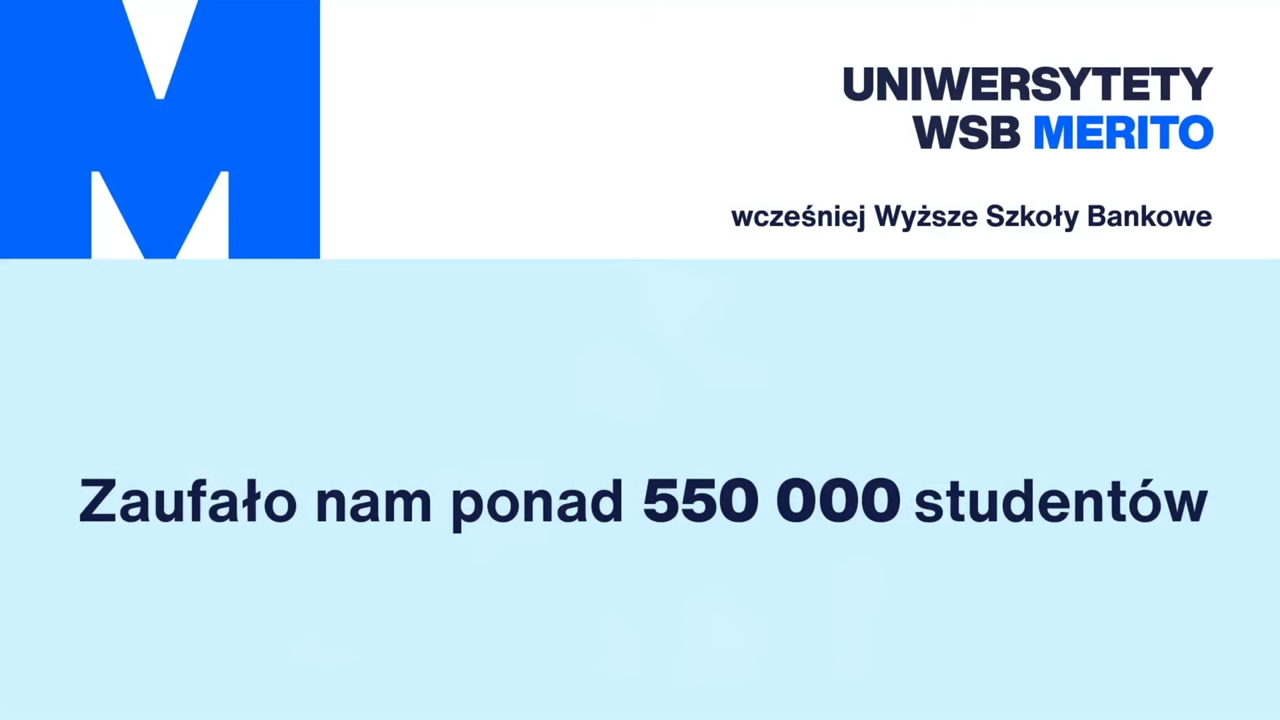 UNIWERSYTETY
WSB MERITO
wcześniej Wyższe Szkoły Bankowe
Zaufało nam ponad 550 000 studentów